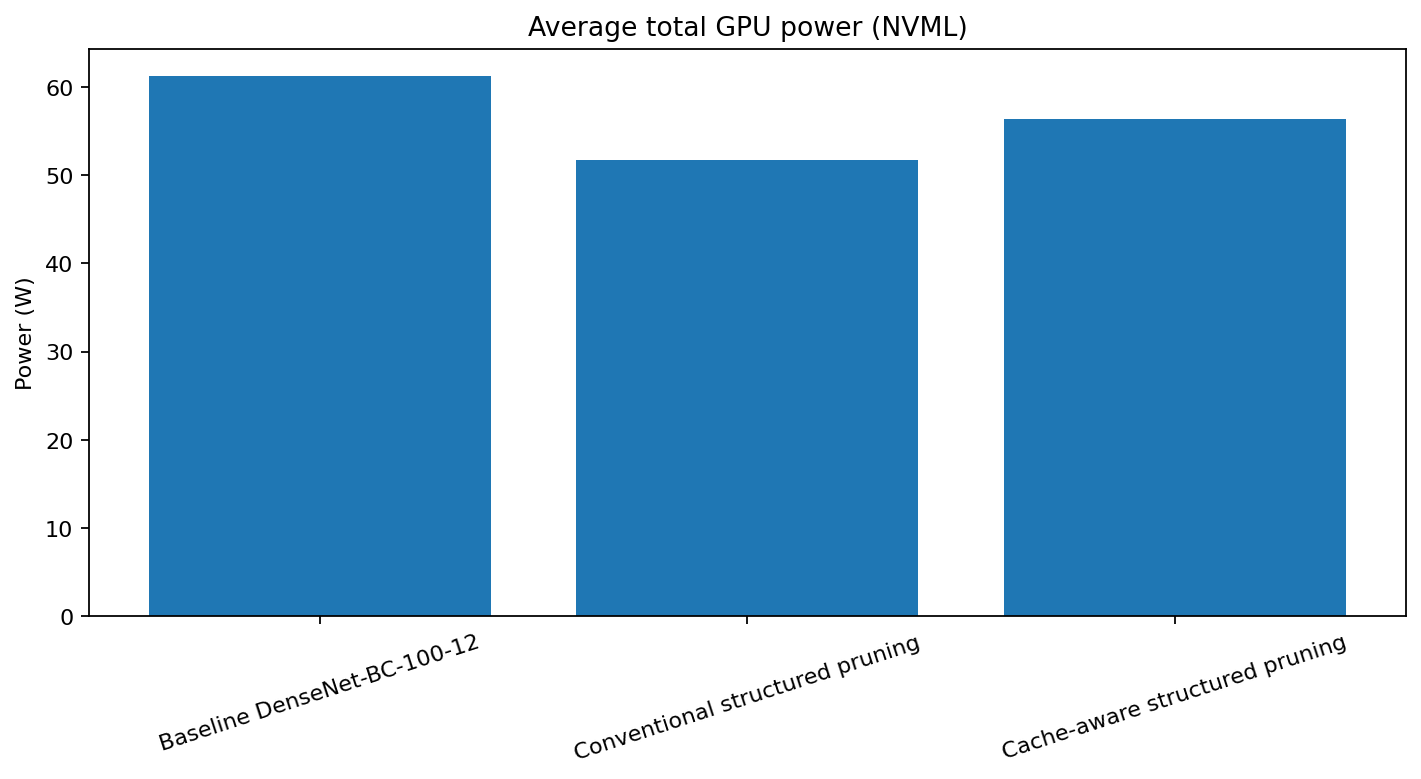 Average total GPU power (NVML)
Power (W)
60
50
40
30
20
10
0
Baseline DenseNet-BC-100-12
Conventional structured pruning
Cache-aware structured pruning